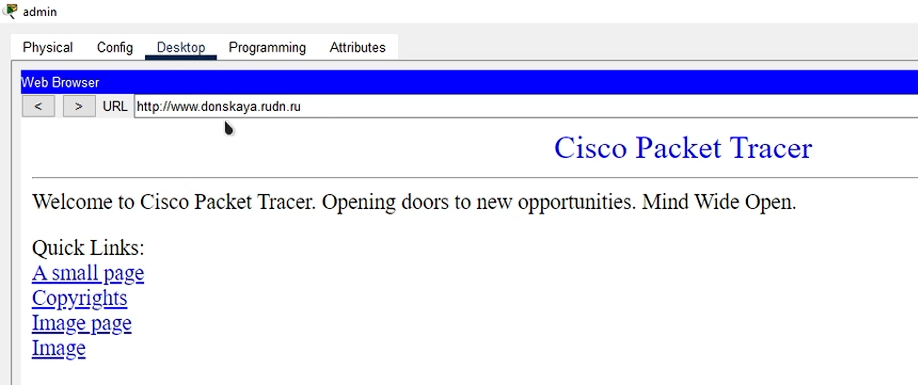 admin
Physical Config Desktop Programming Attributes
Web Browser
< > URL http://www.donskaya.rudn.ru
Cisco Packet Tracer
Welcome to Cisco Packet Tracer. Opening doors to new opportunities. Mind Wide Open.
Quick Links:
A small page
Copyrights
Image page
Image